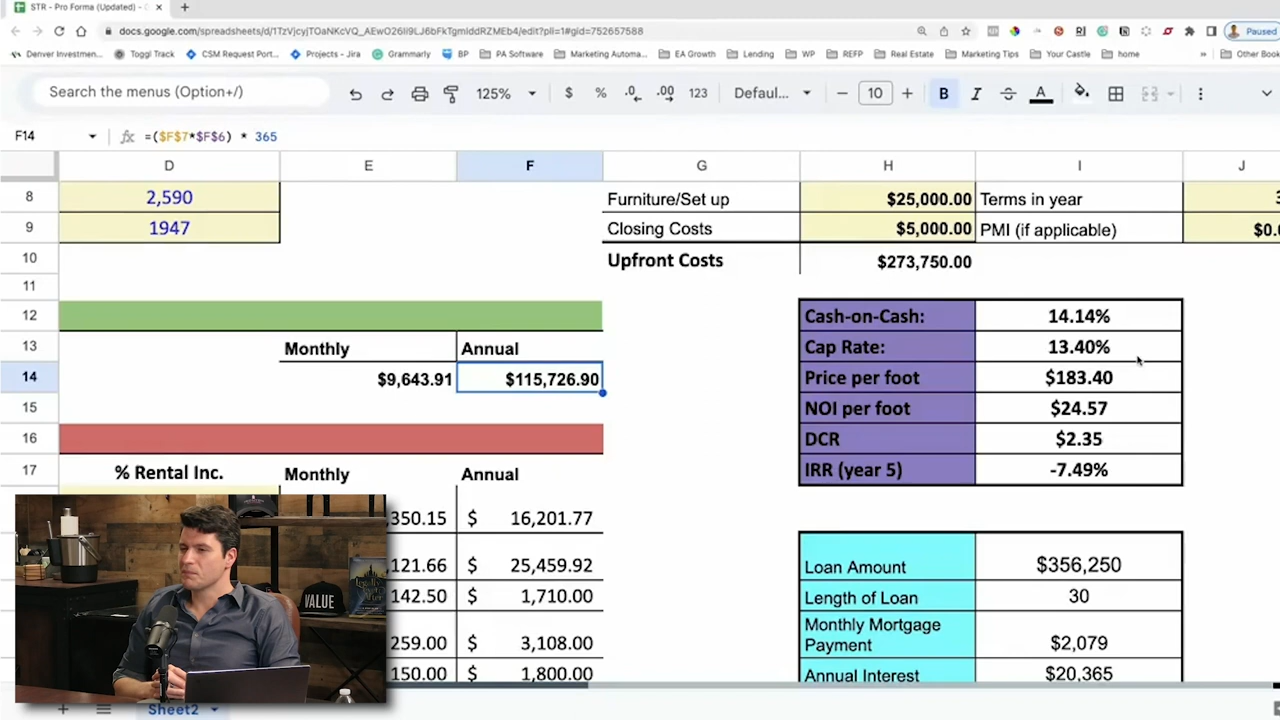 STR - Pro Forma (Updated) -
docs.google.com/spreadsheets/d/1TzVjcyjTOaNKcVQ_AEwO26Il9LJ6bFkTgmiddRZMEb4/edit?pli=1#gid=752657588
Paused
Denver Investmen... Toggl Track CSM Request For... Projects - Jira Grammarly BP PA Software Marketing Automa... EA Growth Lending WP REFP Real Estate Marketing Tips Your Castle home » Other Book
Search the menus (Option+/) 125% $ % .0 .00 123 Defaul... − 10 + B I S A
F14 fx =($F$7*$F$6) * 365
D E F G H I J
8 2,590 Furniture/Set up $25,000.00 Terms in year
9 1947 Closing Costs $5,000.00 PMI (if applicable) $0.0
10 Upfront Costs $273,750.00
11
12 Cash-on-Cash: 14.14%
13 Monthly Annual Cap Rate: 13.40%
14 $9,643.91 $115,726.90 Price per foot $183.40
15 NOI per foot $24.57
16 DCR $2.35
17 % Rental Inc. Monthly Annual IRR (year 5) -7.49%
350.15 $ 16,201.77
121.66 $ 25,459.92 Loan Amount $356,250
142.50 $ 1,710.00 Length of Loan 30
259.00 $ 3,108.00 Monthly Mortgage Payment $2,079
150.00 $ 1,800.00 Annual Interest $20,365
VALUE
Sheet2